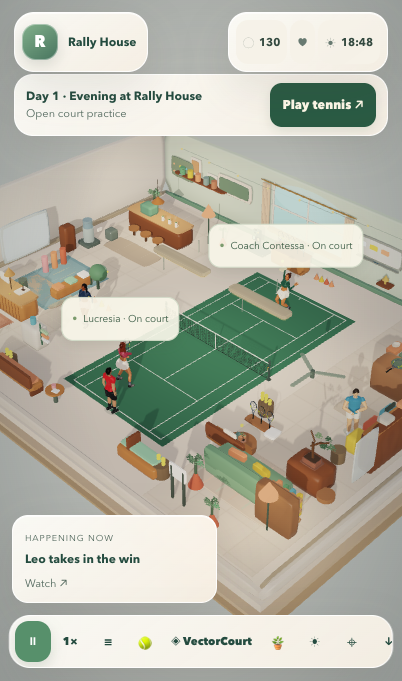 R Rally House
130
18:48
Day 1 · Evening at Rally House
Open court practice
Play tennis ↗
Coach Contessa · On court
Lucresia · On court
HAPPENING NOW
Leo takes in the win
Watch ↗
1× VectorCourt